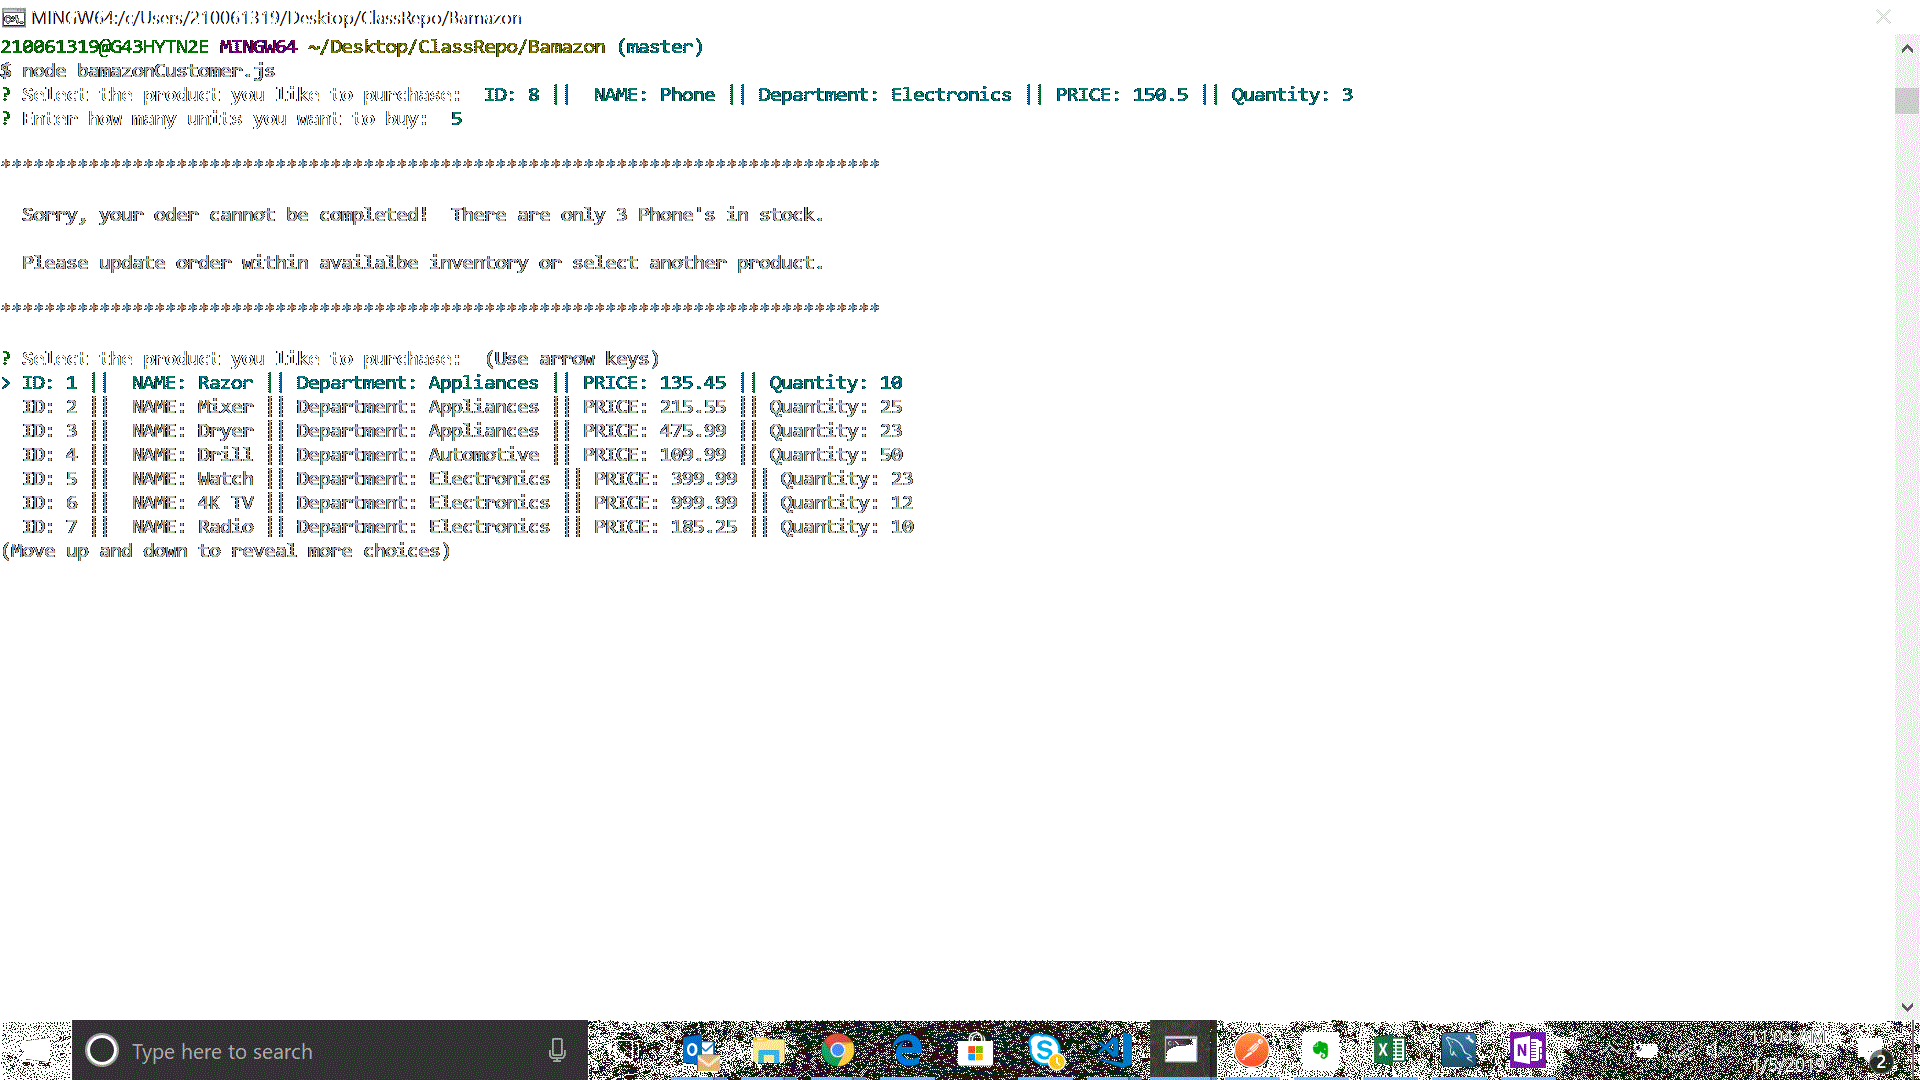 MINGW64:/c/Users/210061319/Desktop/ClassRepo/Bamazon
210061319@G43HYTN2E MINGW64 ~/Desktop/ClassRepo/Bamazon (master)
$ node bamazonCustomer.js
? Select the product you like to purchase:  ID: 8 ||  NAME: Phone || Department: Electronics || PRICE: 150.5 || Quantity: 3
? Enter how many units you want to buy:  5
********************************************************************************
Sorry, your oder cannot be completed!  There are only 3 Phone's in stock.
Please update order within availalbe inventory or select another product.
********************************************************************************
? Select the product you like to purchase:  (Use arrow keys)
> ID: 1 ||  NAME: Razor || Department: Appliances || PRICE: 135.45 || Quantity: 10
ID: 2 ||  NAME: Mixer || Department: Appliances || PRICE: 215.55 || Quantity: 25
ID: 3 ||  NAME: Dryer || Department: Appliances || PRICE: 475.99 || Quantity: 23
ID: 4 ||  NAME: Drill || Department: Automotive || PRICE: 109.99 || Quantity: 50
ID: 5 ||  NAME: Watch || Department: Electronics || PRICE: 399.99 || Quantity: 23
ID: 6 ||  NAME: 4K TV || Department: Electronics || PRICE: 999.99 || Quantity: 12
ID: 7 ||  NAME: Radio || Department: Electronics || PRICE: 185.25 || Quantity: 10
(Move up and down to reveal more choices)
Type here to search
2